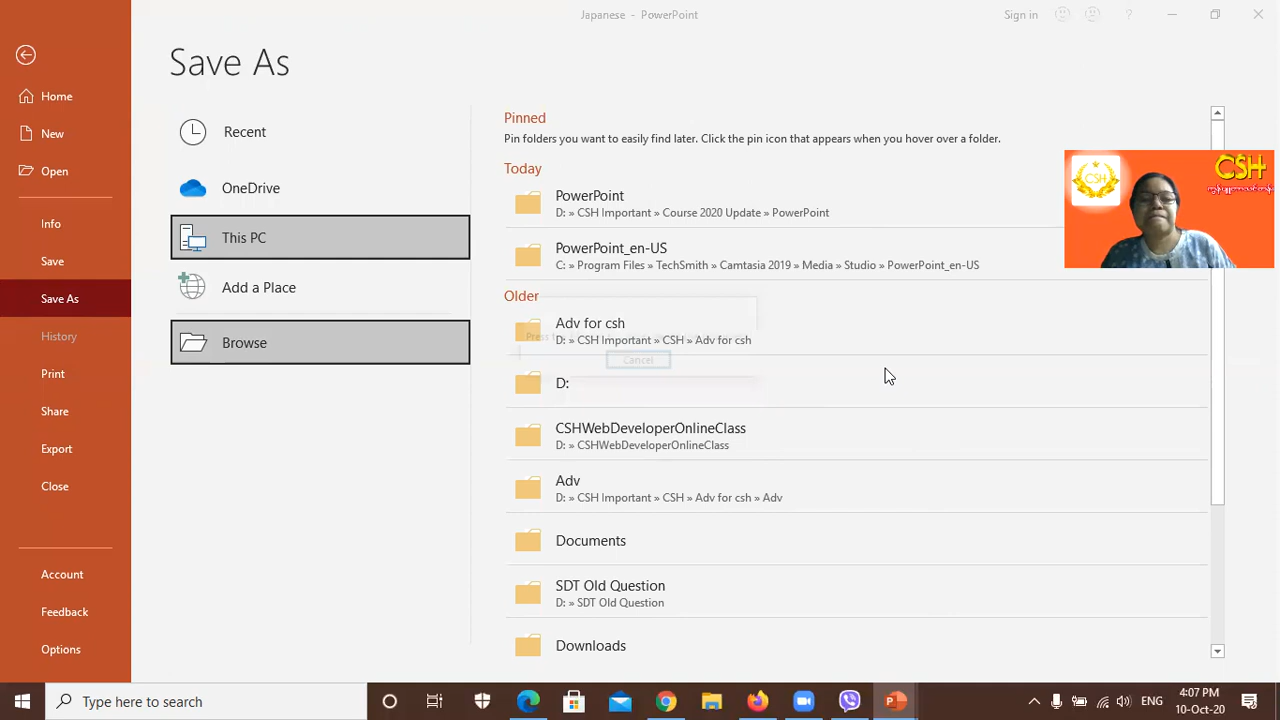 Japanese - PowerPoint
Sign in
?
Save As
Home
New
Open
Info
Save
Save As
History
Print
Share
Export
Close
Account
Feedback
Options
Recent
OneDrive
This PC
Add a Place
Browse
Pinned
Pin folders you want to easily find later. Click the pin icon that appears when you hover over a folder.
Today
PowerPoint
D: » CSH Important » Course 2020 Update » PowerPoint
PowerPoint_en-US
C: » Program Files » TechSmith » Camtasia 2019 » Media » Studio » PowerPoint_en-US
Older
Adv for csh
D: » CSH Important » CSH » Adv for csh
Cancel
D:
CSHWebDeveloperOnlineClass
D: » CSHWebDeveloperOnlineClass
Adv
D: » CSH Important » CSH » Adv for csh » Adv
Documents
SDT Old Question
D: » SDT Old Question
Downloads
CSH
CSH
Type here to search
ENG
4:07 PM
10-Oct-20